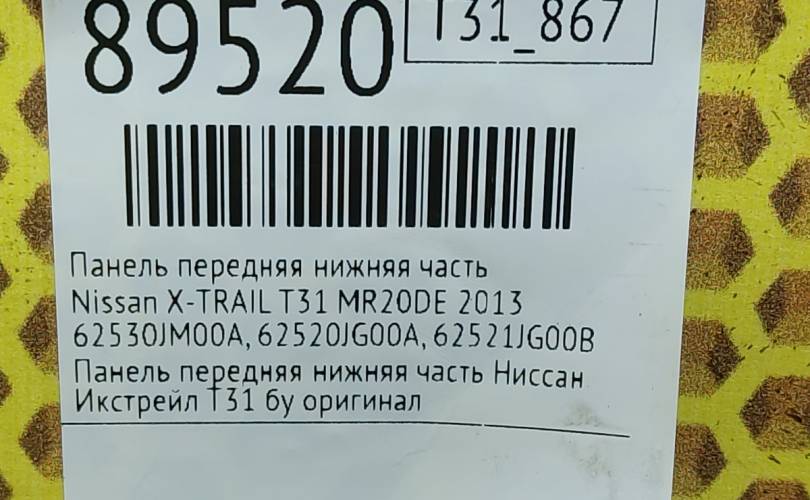 89520
T31_867
Панель передняя нижняя часть
Nissan X-TRAIL T31 MR20DE 2013
62530JM00A, 62520JG00A, 62521JG00B
Панель передняя нижняя часть Ниссан
Икстрейл Т31 бу оригинал